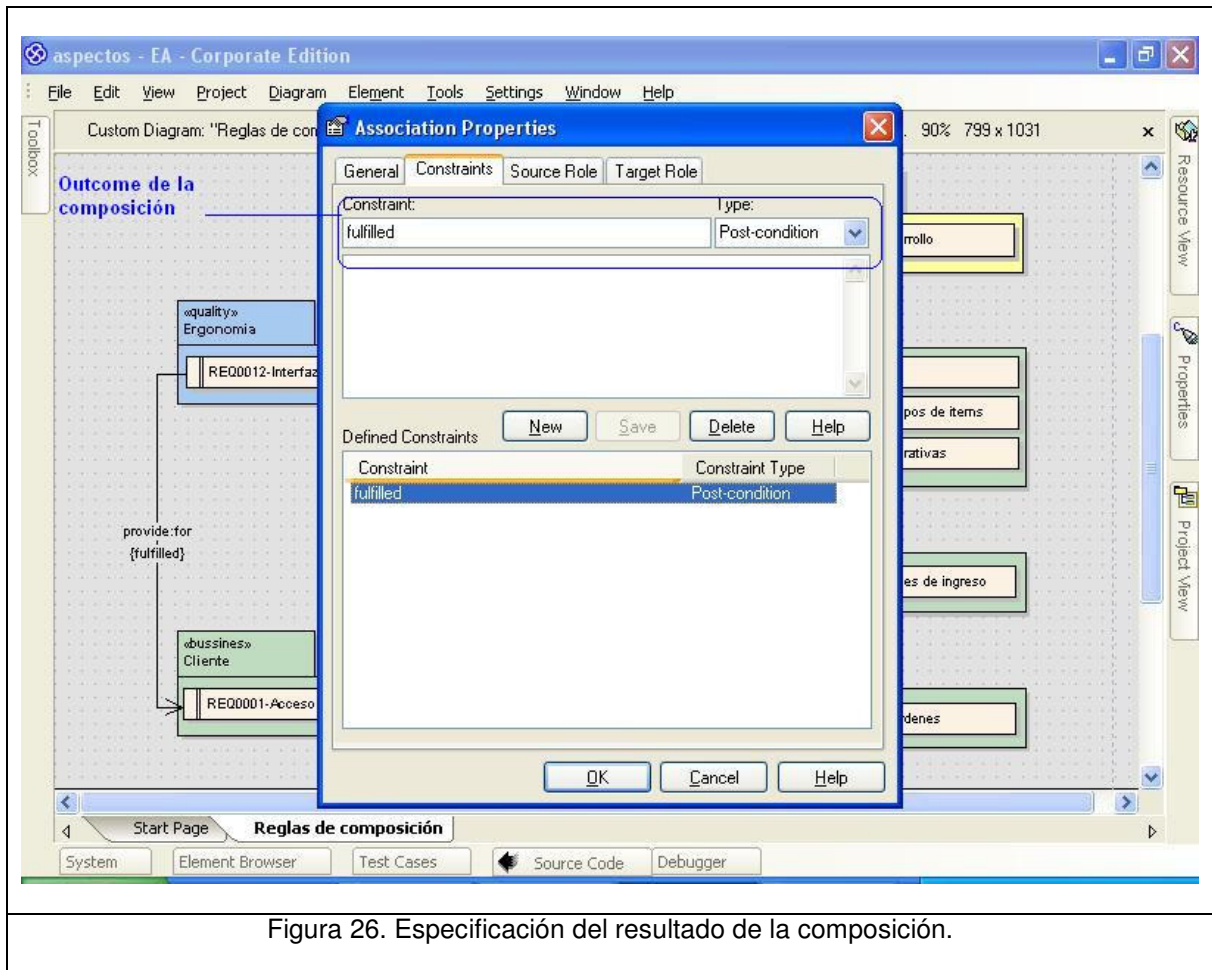 aspectos - EA - Corporate Edition
File Edit View Project Diagram Element Tools Settings Window Help
Toolbox
Custom Diagram: "Reglas de con
90% 799 x 1031
Outcome de la
composición
Association Properties
General Constraints Source Role Target Role
Constraint: Type:
fulfilled Post-condition
New Save Delete Help
Defined Constraints
Constraint Constraint Type
fulfilled Post-condition
OK Cancel Help
«quality»
Ergonomia
REQ0012-Interfaz
provide:for
{fulfilled}
«bussines»
Cliente
REQ0001-Acceso
rrollo
pos de items
rativas
es de ingreso
denes
Resource View
Properties
Project View
Start Page Reglas de composición
System Element Browser Test Cases Source Code Debugger
Figura 26. Especificación del resultado de la composición.